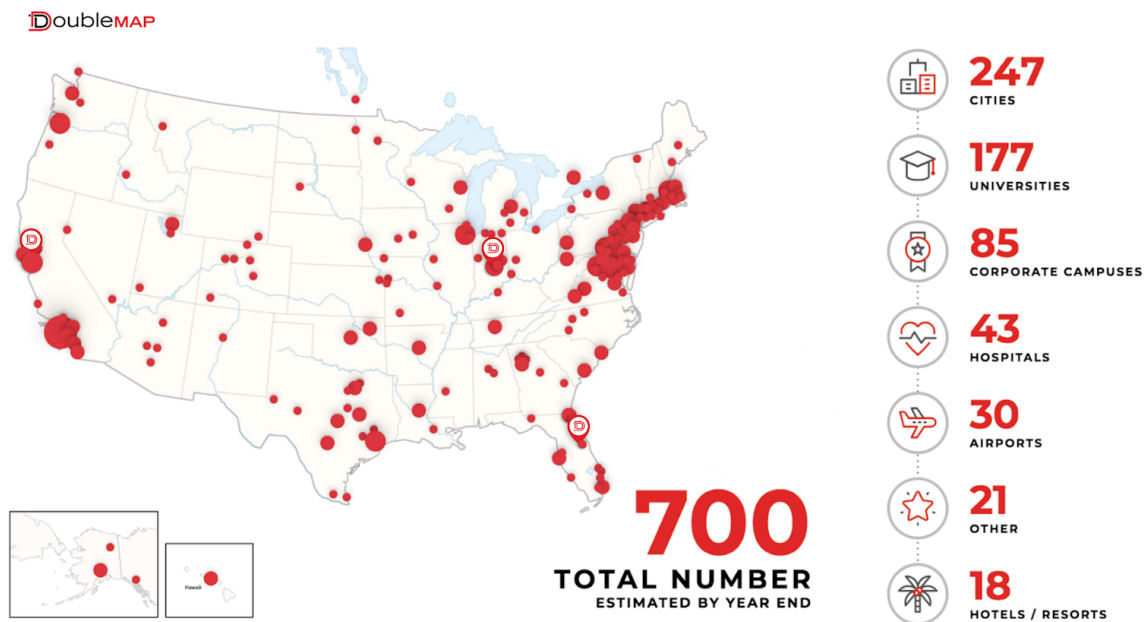 DoubleMAP
247
CITIES
177
UNIVERSITIES
85
CORPORATE CAMPUSES
43
HOSPITALS
30
AIRPORTS
21
OTHER
18
HOTELS / RESORTS
700
TOTAL NUMBER
ESTIMATED BY YEAR END
Hawaii